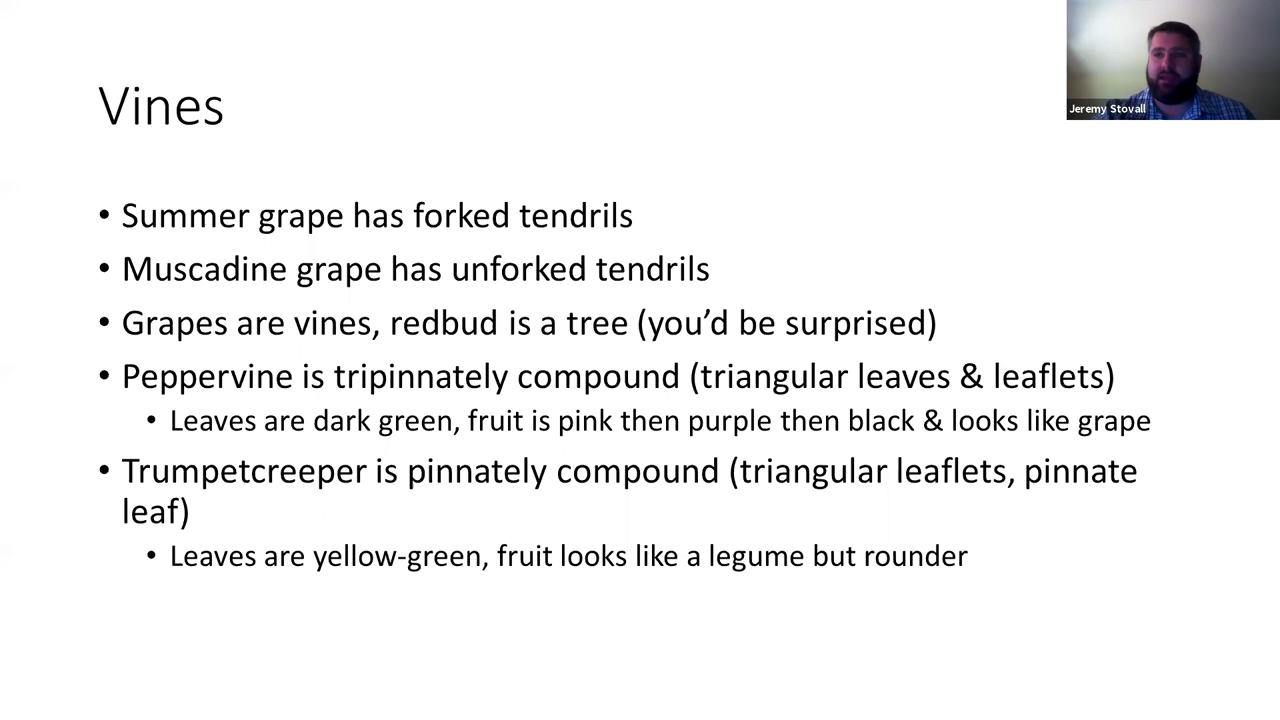 Jeremy Stovall
Vines
• Summer grape has forked tendrils
• Muscadine grape has unforked tendrils
• Grapes are vines, redbud is a tree (you’d be surprised)
• Peppervine is tripinnately compound (triangular leaves & leaflets)
• Leaves are dark green, fruit is pink then purple then black & looks like grape
• Trumpetcreeper is pinnately compound (triangular leaflets, pinnate
leaf)
• Leaves are yellow-green, fruit looks like a legume but rounder